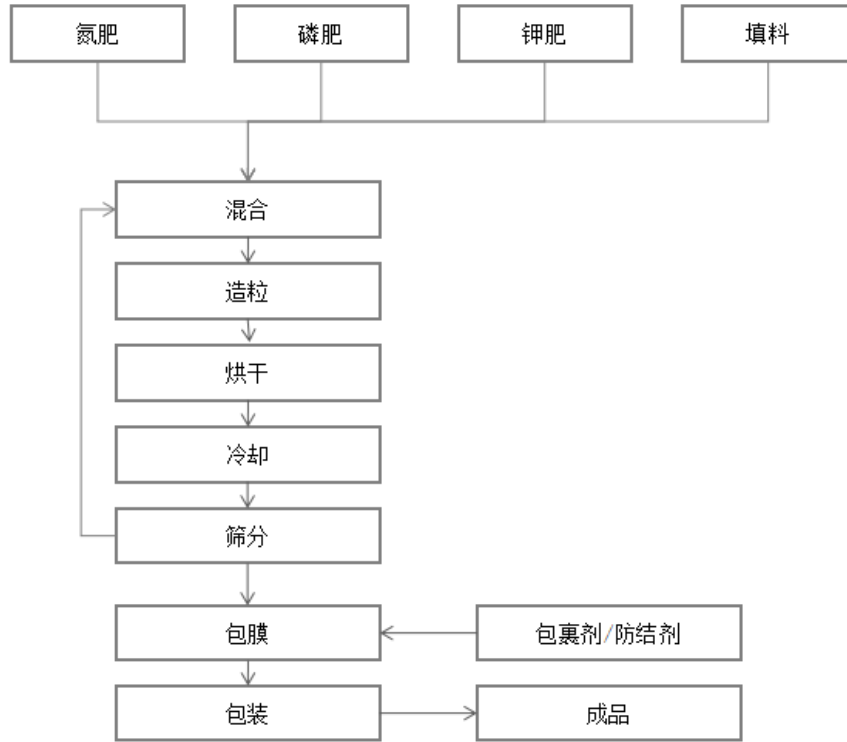 氮肥
磷肥
钾肥
填料
混合
造粒
烘干
冷却
筛分
包膜
包裹剂/防结剂
包装
成品